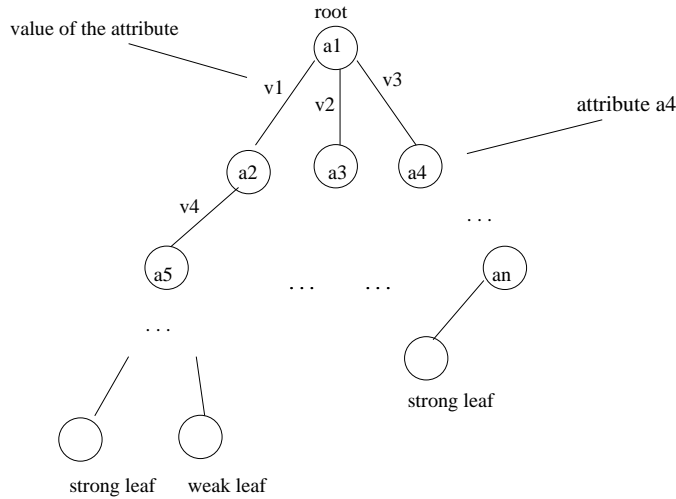 root
value of the attribute
a1
v1
v2
v3
attribute a4
a2
a3
a4
v4
...
a5
... ...
an
...
strong leaf
strong leaf
weak leaf